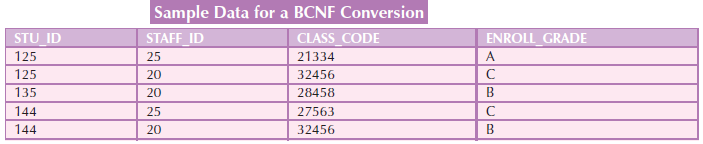 Sample Data for a BCNF Conversion
STU_ID STAFF_ID CLASS_CODE ENROLL_GRADE
125 25 21334 A
125 20 32456 C
135 20 28458 B
144 25 27563 C
144 20 32456 B